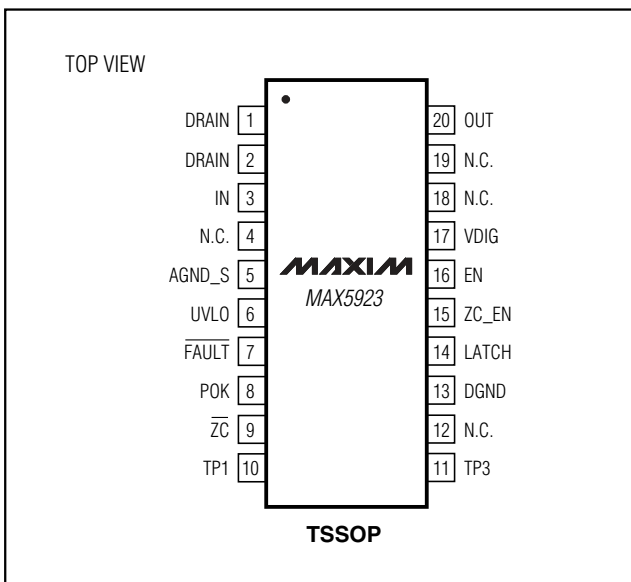 TOP VIEW
DRAIN 1
DRAIN 2
IN 3
N.C. 4
AGND_S 5
UVLO 6
FAULT 7
POK 8
ZC 9
TP1 10
MAXIM
MAX5923
20 OUT
19 N.C.
18 N.C.
17 VDIG
16 EN
15 ZC_EN
14 LATCH
13 DGND
12 N.C.
11 TP3
TSSOP